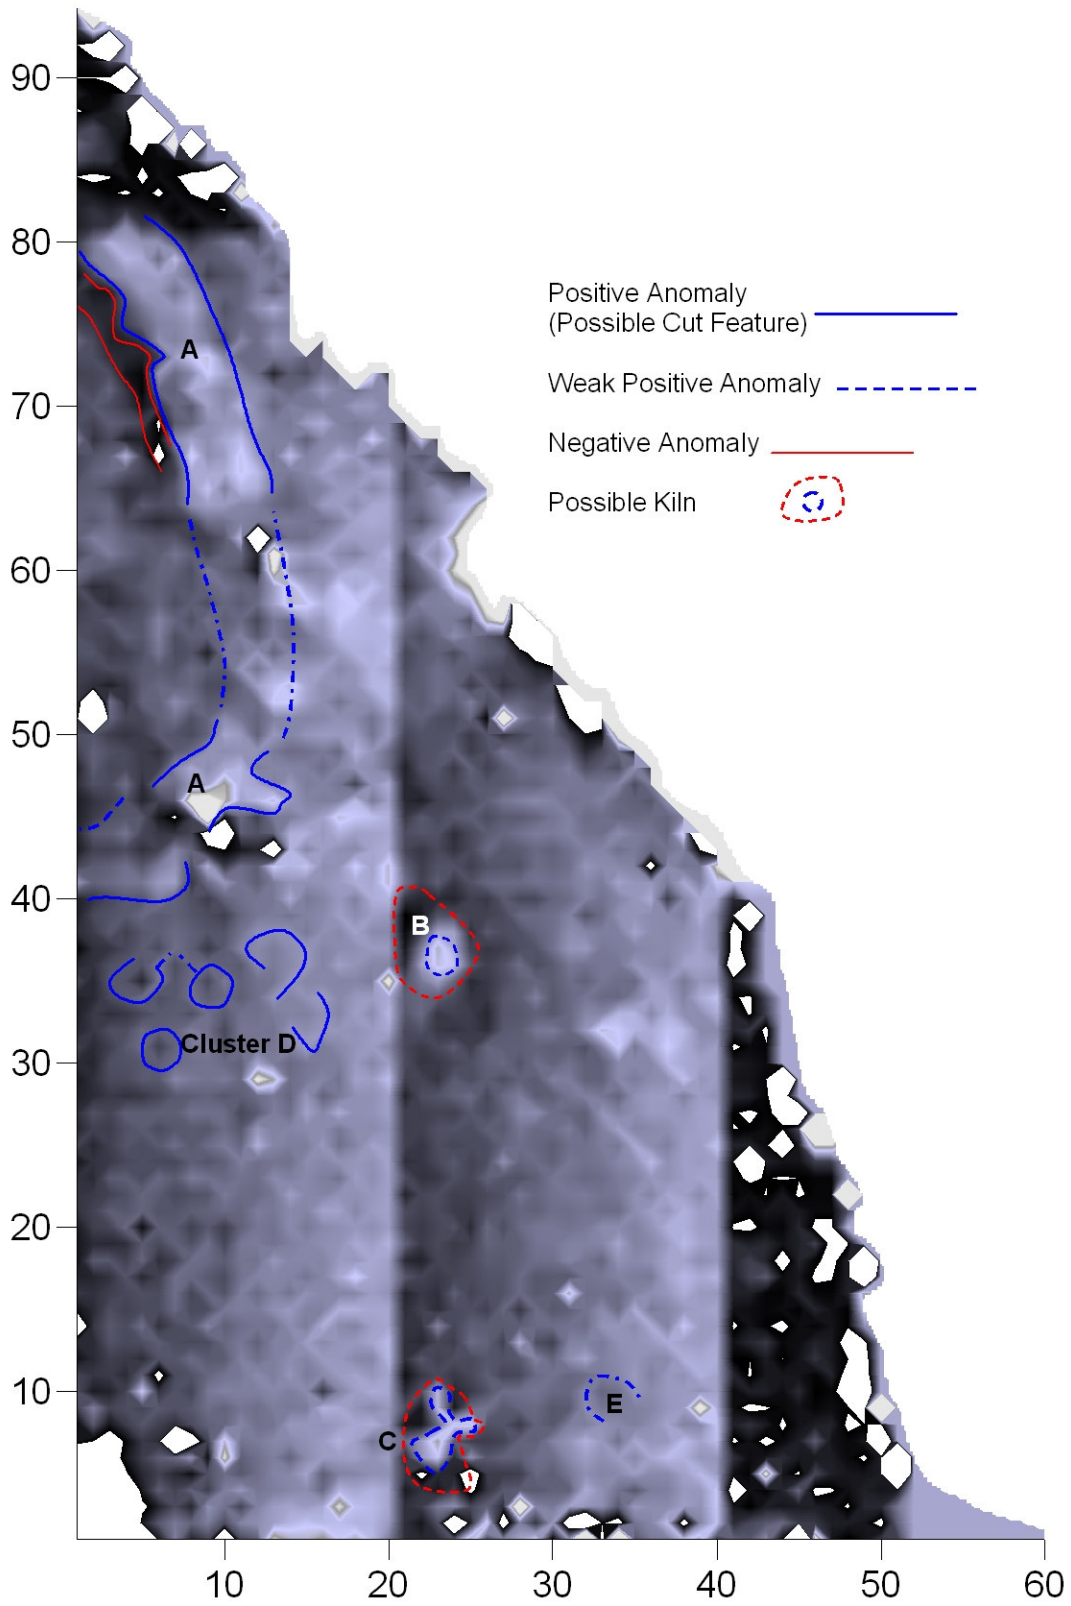 90
80
70
60
50
40
30
20
10
10
20
30
40
50
60
Positive Anomaly
(Possible Cut Feature)
Weak Positive Anomaly
Negative Anomaly
Possible Kiln
A
A
B
Cluster D
C
E